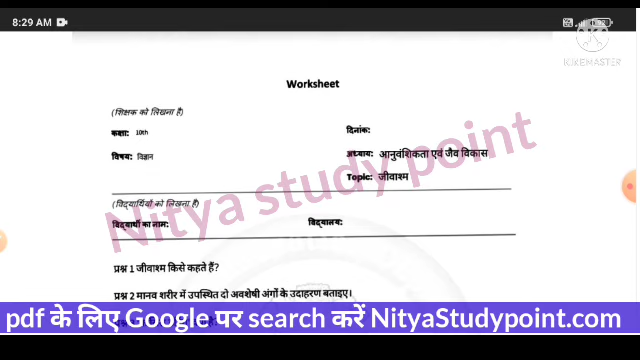 8:29 AM
KINEMASTER
Worksheet
(शिक्षक को लिखना है)
कक्षा: 10th
दिनांक:
विषय: विज्ञान
अध्याय: आनुवंशिकता एवं जैव विकास
Topic: जीवाश्म
Nitya study point
(विद्यार्थियों को लिखना है)
विद्यार्थी का नाम:
विद्यालय:
प्रश्न 1 जीवाश्म किसे कहते हैं?
प्रश्न 2 मानव शरीर में उपस्थित दो अवशेषी अंगों के उदाहरण बताइए।
pdf के लिए Google पर search करें NityaStudypoint.com